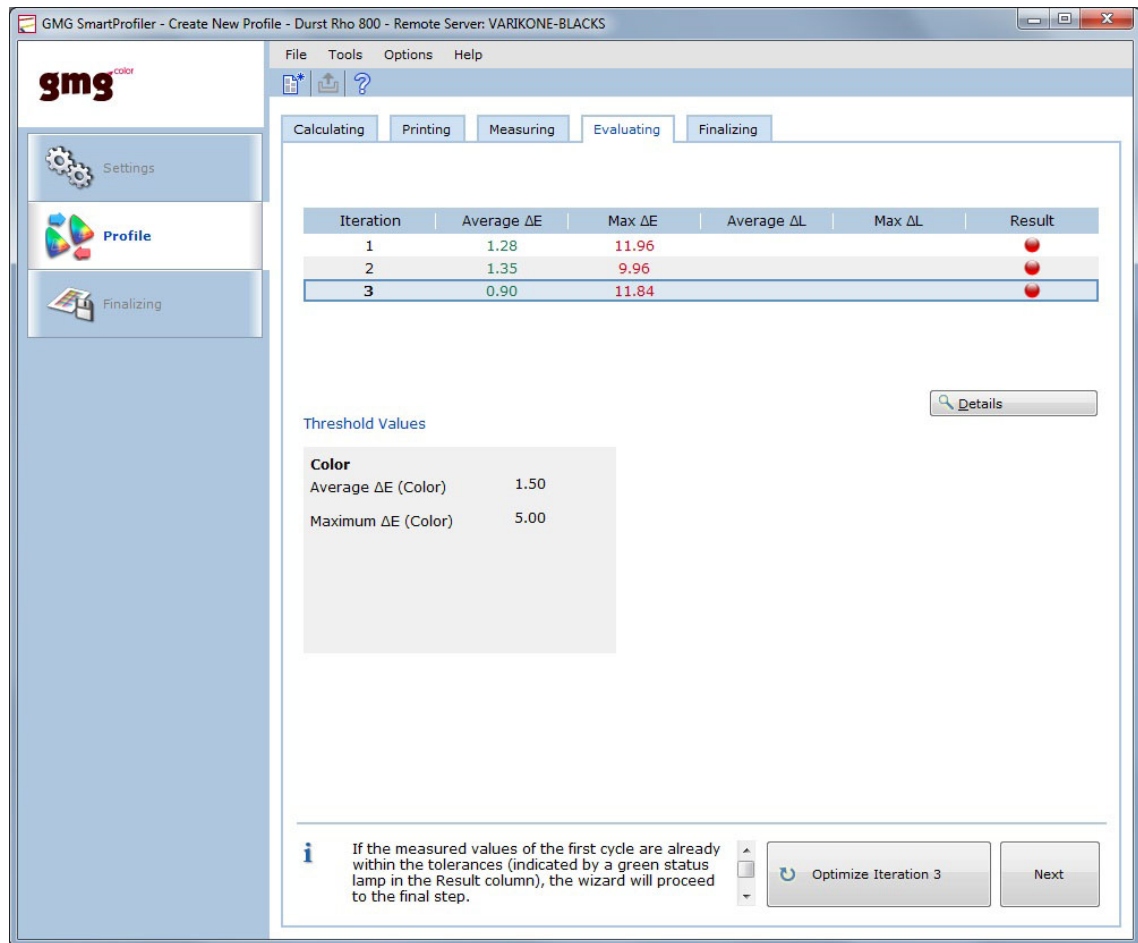 GMG SmartProfiler - Create New Profile - Durst Rho 800 - Remote Server: VARIKONE-BLACKS
gmg color
File Tools Options Help
Settings
Profile
Finalizing
Calculating Printing Measuring Evaluating Finalizing
Iteration Average ΔE Max ΔE Average ΔL Max ΔL Result
1 1.28 11.96
2 1.35 9.96
3 0.90 11.84
Details
Threshold Values
Color
Average ΔE (Color) 1.50
Maximum ΔE (Color) 5.00
If the measured values of the first cycle are already
within the tolerances (indicated by a green status
lamp in the Result column), the wizard will proceed
to the final step.
Optimize Iteration 3
Next